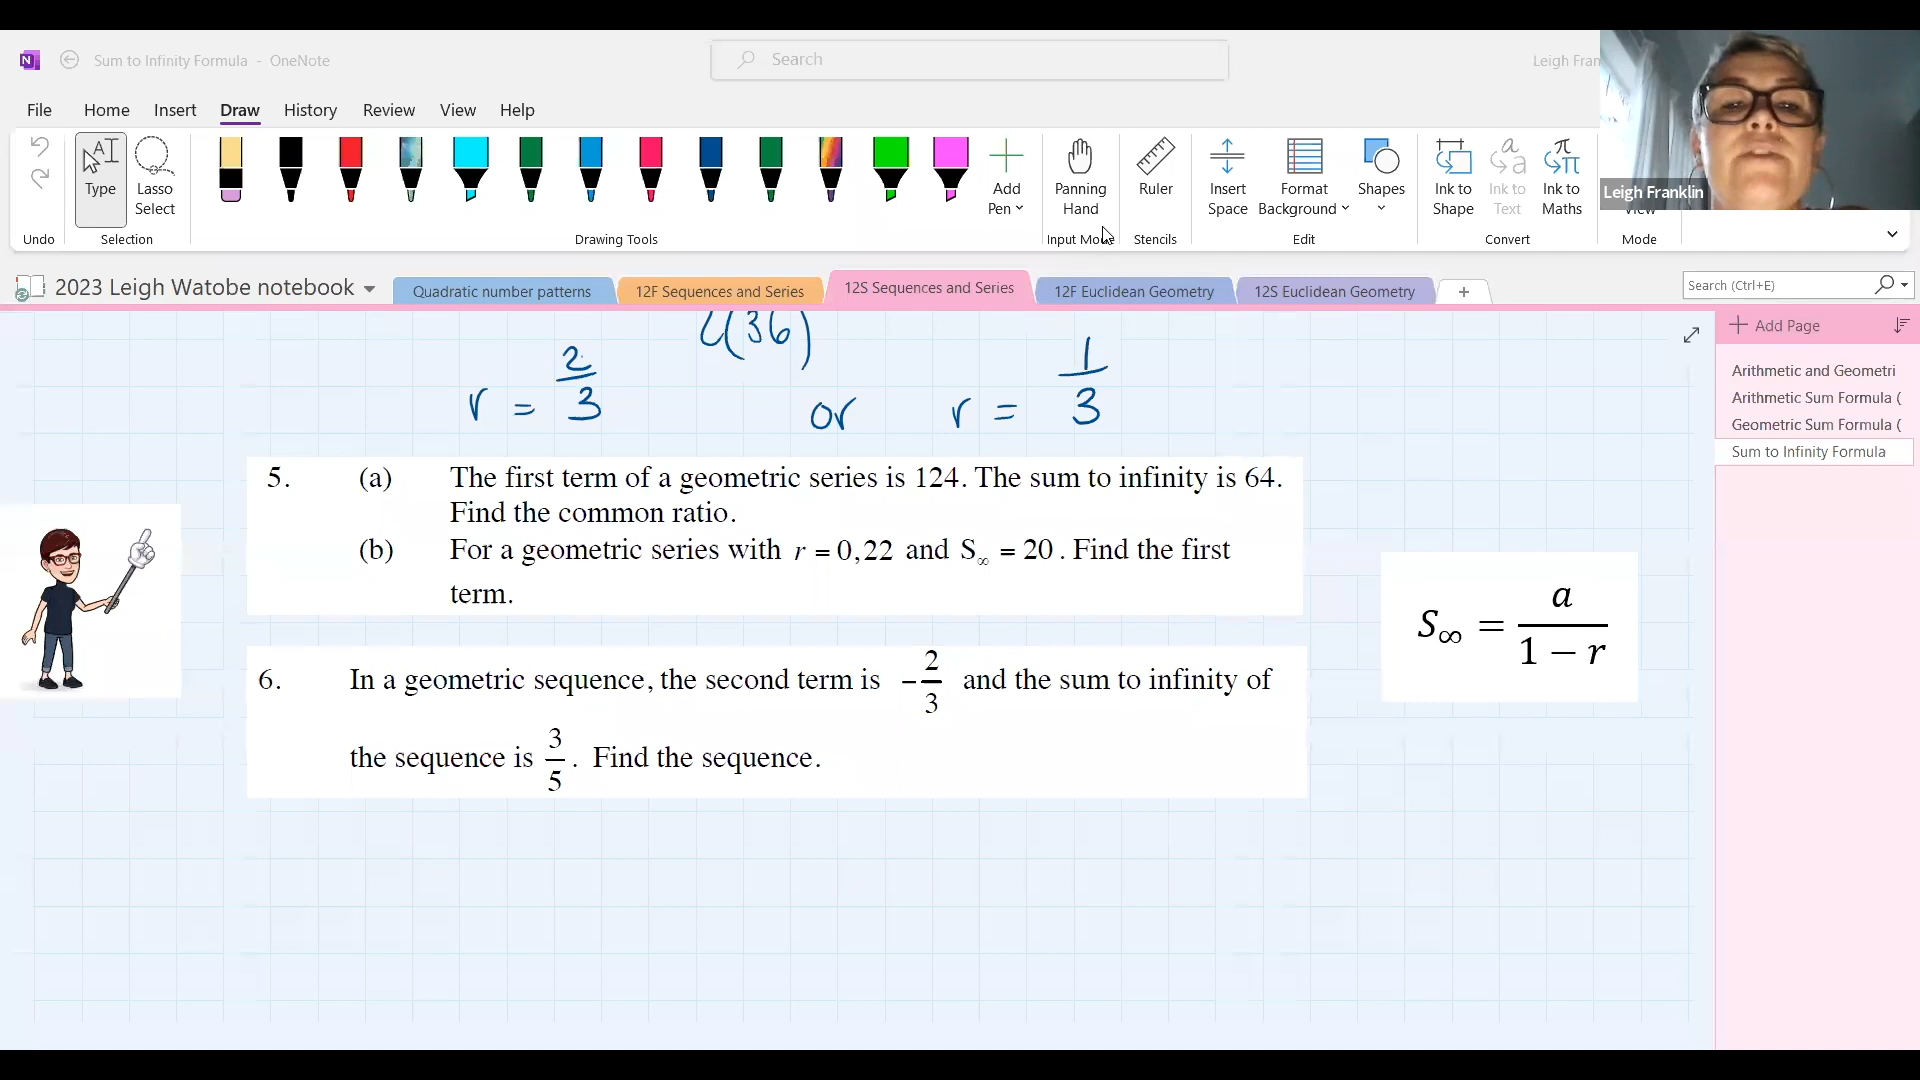 Sum to Infinity Formula - OneNote
Search
Leigh Fran
File Home Insert Draw History Review View Help
Type
Lasso Select
Add Pen
Panning Hand
Ruler
Insert Space
Format Background
Shapes
Ink to Shape
Ink to Text
Ink to Maths
View
Leigh Franklin
Undo Selection Drawing Tools Input Mode Stencils Edit Convert Mode
2023 Leigh Watobe notebook
Quadratic number patterns
12F Sequences and Series
12S Sequences and Series
12F Euclidean Geometry
12S Euclidean Geometry
+
Search (Ctrl+E)
Add Page
Arithmetic and Geometri
Arithmetic Sum Formula (
Geometric Sum Formula (
Sum to Infinity Formula
(36)
r = 2/3 or r = 1/3
5. (a) The first term of a geometric series is 124. The sum to infinity is 64.
Find the common ratio.
(b) For a geometric series with r = 0,22 and S∞ = 20. Find the first
term.
6. In a geometric sequence, the second term is -2/3 and the sum to infinity of
the sequence is 3/5. Find the sequence.
S∞ = a/(1 − r)